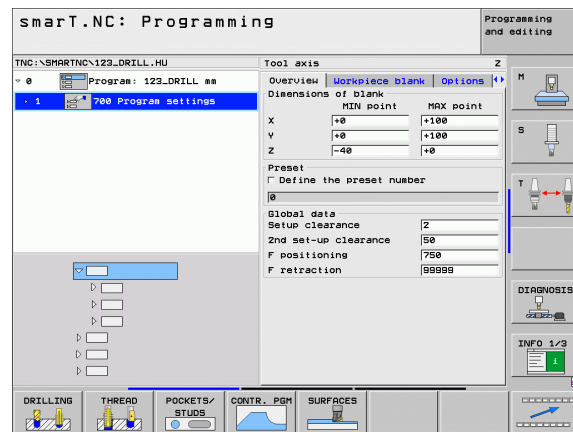 smarT.NC: Programming
Programming and editing
TNC:\SMARTNC\123_DRILL.HU
Tool axis Z
0 Program: 123_DRILL mm
1 700 Program settings
Overview Workpiece blank Options
Dimensions of blank
MIN point MAX point
X +0 +100
Y +0 +100
Z -40 +0
Preset
Define the preset number
0
Global data
Setup clearance 2
2nd set-up clearance 50
F positioning 750
F retraction 99999
M
S
T
DIAGNOSIS
INFO 1/3
DRILLING
THREAD
POCKETS/ STUDS
CONTR. PGM
SURFACES